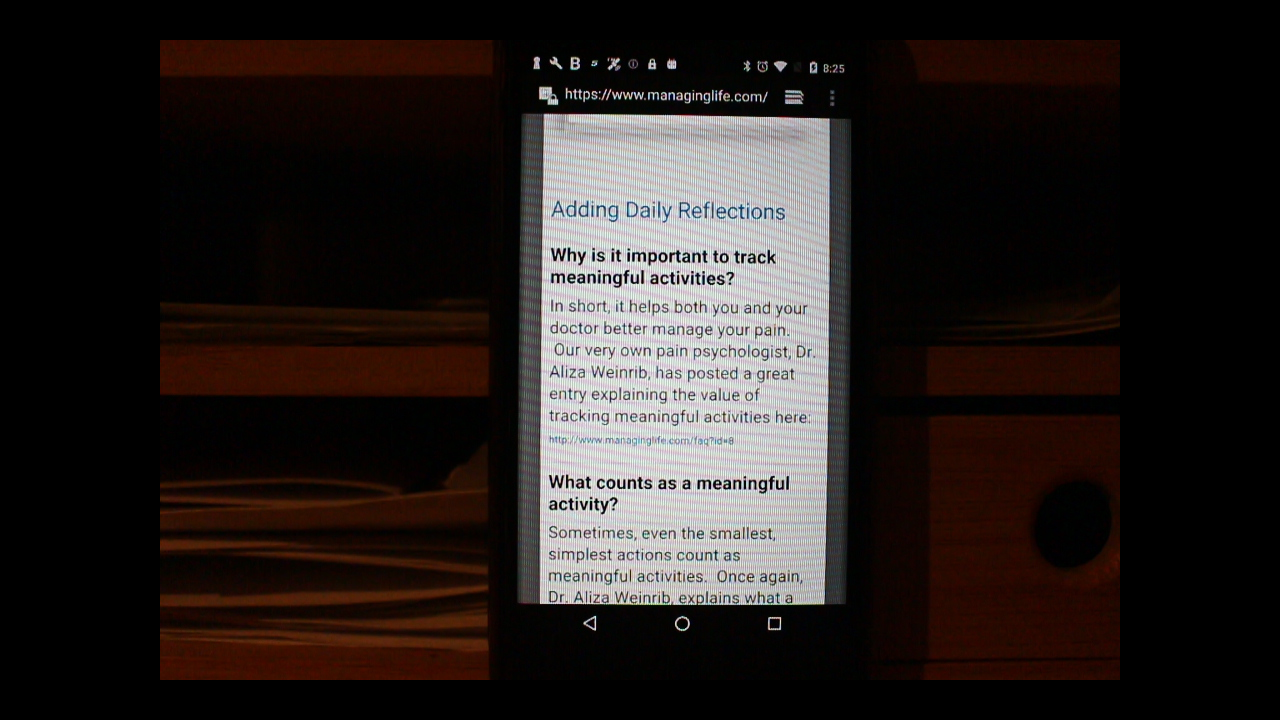 8:25
https://www.managinglife.com/
Adding Daily Reflections
Why is it important to track
meaningful activities?
In short, it helps both you and your
doctor better manage your pain.
Our very own pain psychologist, Dr.
Aliza Weinrib, has posted a great
entry explaining the value of
tracking meaningful activities here:
http://www.managinglife.com/faq?id=8
What counts as a meaningful
activity?
Sometimes, even the smallest,
simplest actions count as
meaningful activities. Once again,
Dr. Aliza Weinrib, explains what a